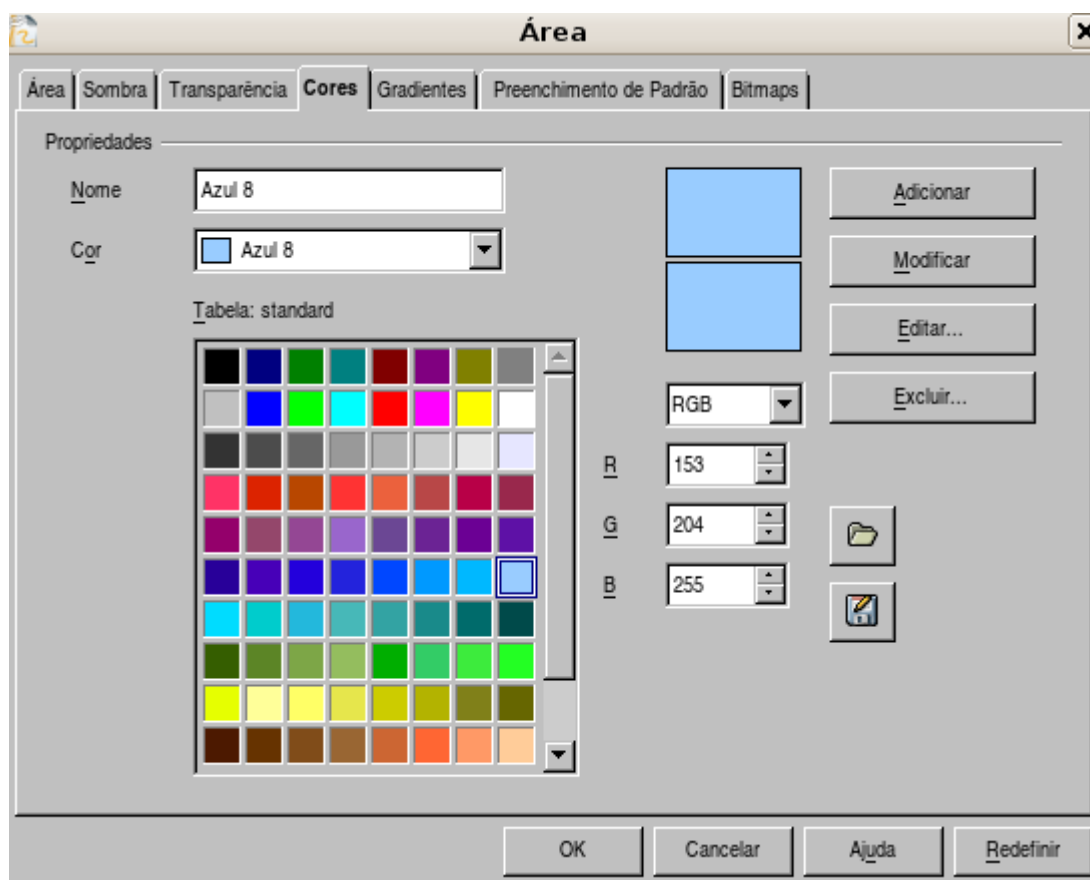 Área
Área Sombra Transparência Cores Gradientes Preenchimento de Padrão Bitmaps
Propriedades
Nome Azul 8 Adicionar
Cor Azul 8 Modificar
Tabela: standard Editar...
RGB Excluir...
R 153
G 204
B 255
OK Cancelar Ajuda Redefinir